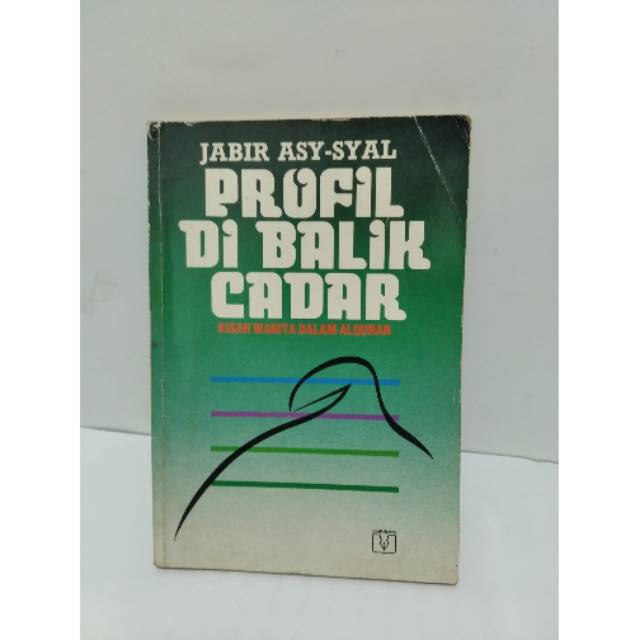 JABIR ASY-SYAL
PROFIL
DI BALIK
CADAR
KISAH WANITA DALAM ALQURAN